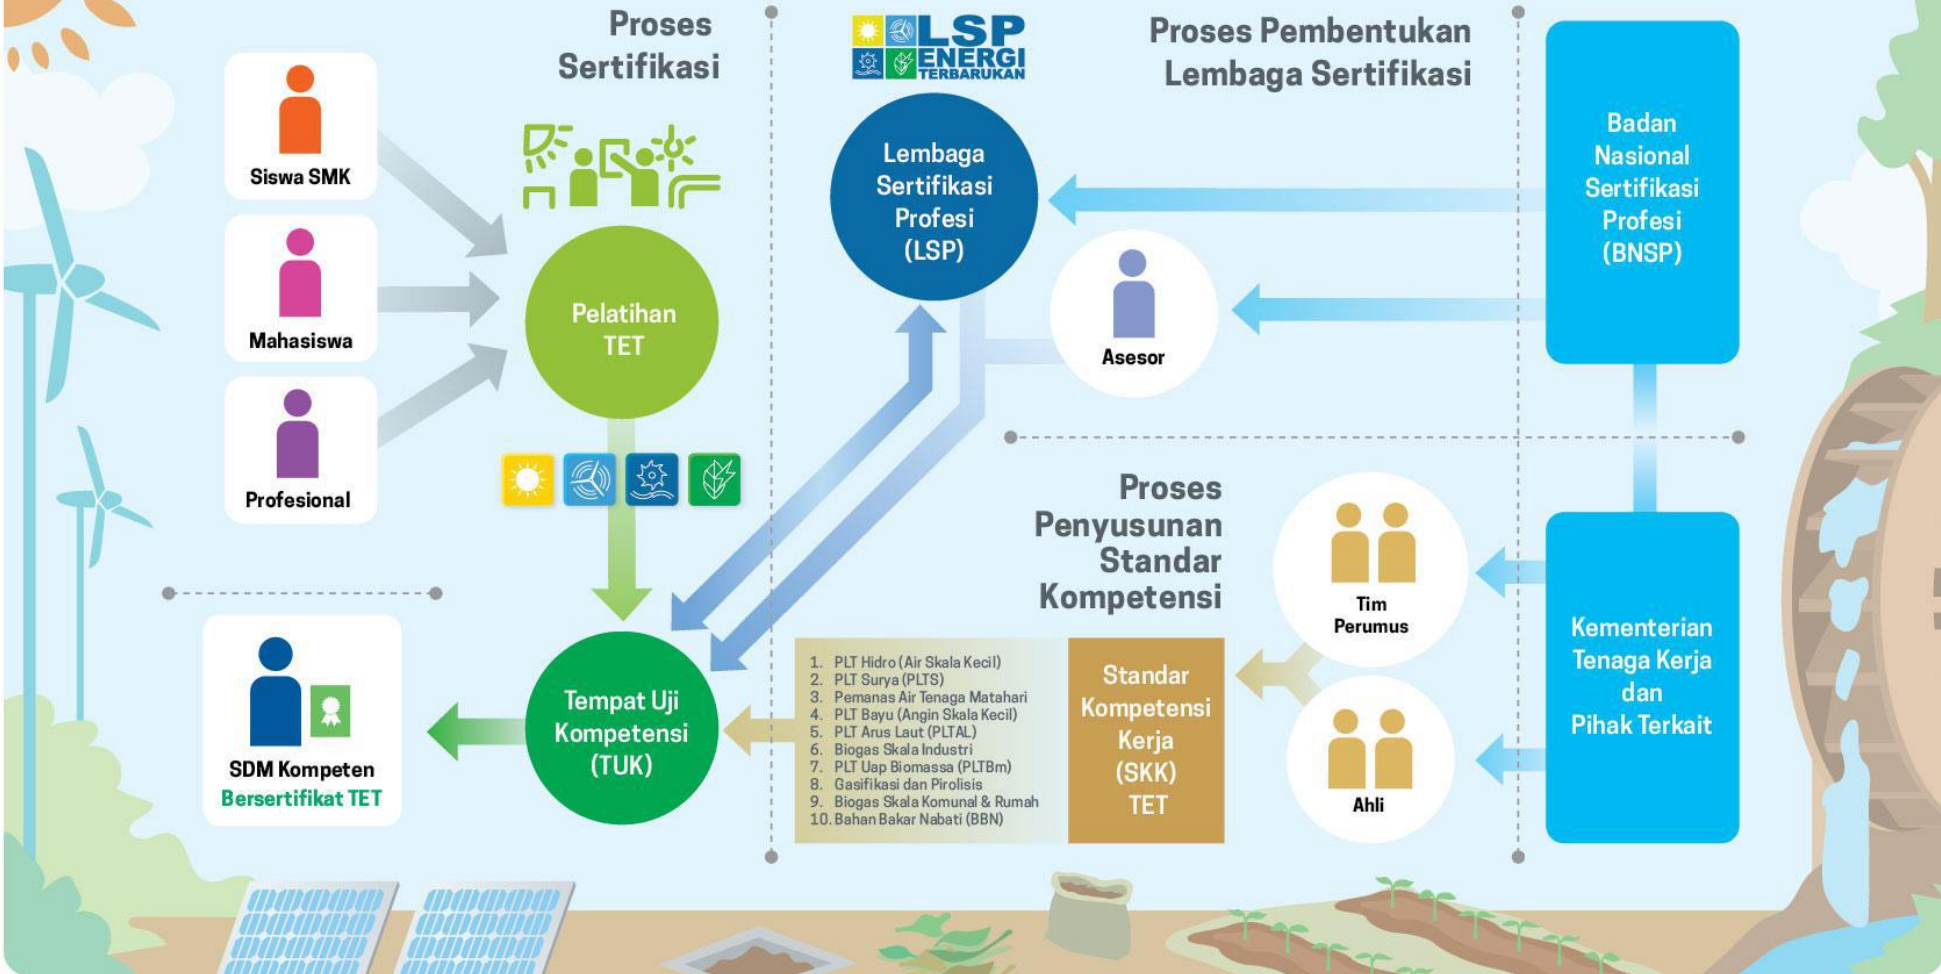 Proses
Sertifikasi
Siswa SMK
Mahasiswa
Profesional
Pelatihan
TET
SDM Kompeten
Bersertifikat TET
Tempat Uji
Kompetensi
(TUK)
LSP
ENERGI
TERBARUKAN
Proses Pembentukan
Lembaga Sertifikasi
Lembaga
Sertifikasi
Profesi
(LSP)
Asesor
Badan
Nasional
Sertifikasi
Profesi
(BNSP)
Proses
Penyusunan
Standar
Kompetensi
Tim
Perumus
Ahli
Kementerian
Tenaga Kerja
dan
Pihak Terkait
Standar
Kompetensi
Kerja
(SKK)
TET
1. PLT Hidro (Air Skala Kecil)
2. PLT Surya (PLTS)
3. Pemanas Air Tenaga Matahari
4. PLT Bayu (Angin Skala Kecil)
5. PLT Arus Laut (PLTAL)
6. Biogas Skala Industri
7. PLT Uap Biomassa (PLTBm)
8. Gasifikasi dan Pirolisis
9. Biogas Skala Komunal & Rumah
10. Bahan Bakar Nabati (BBN)